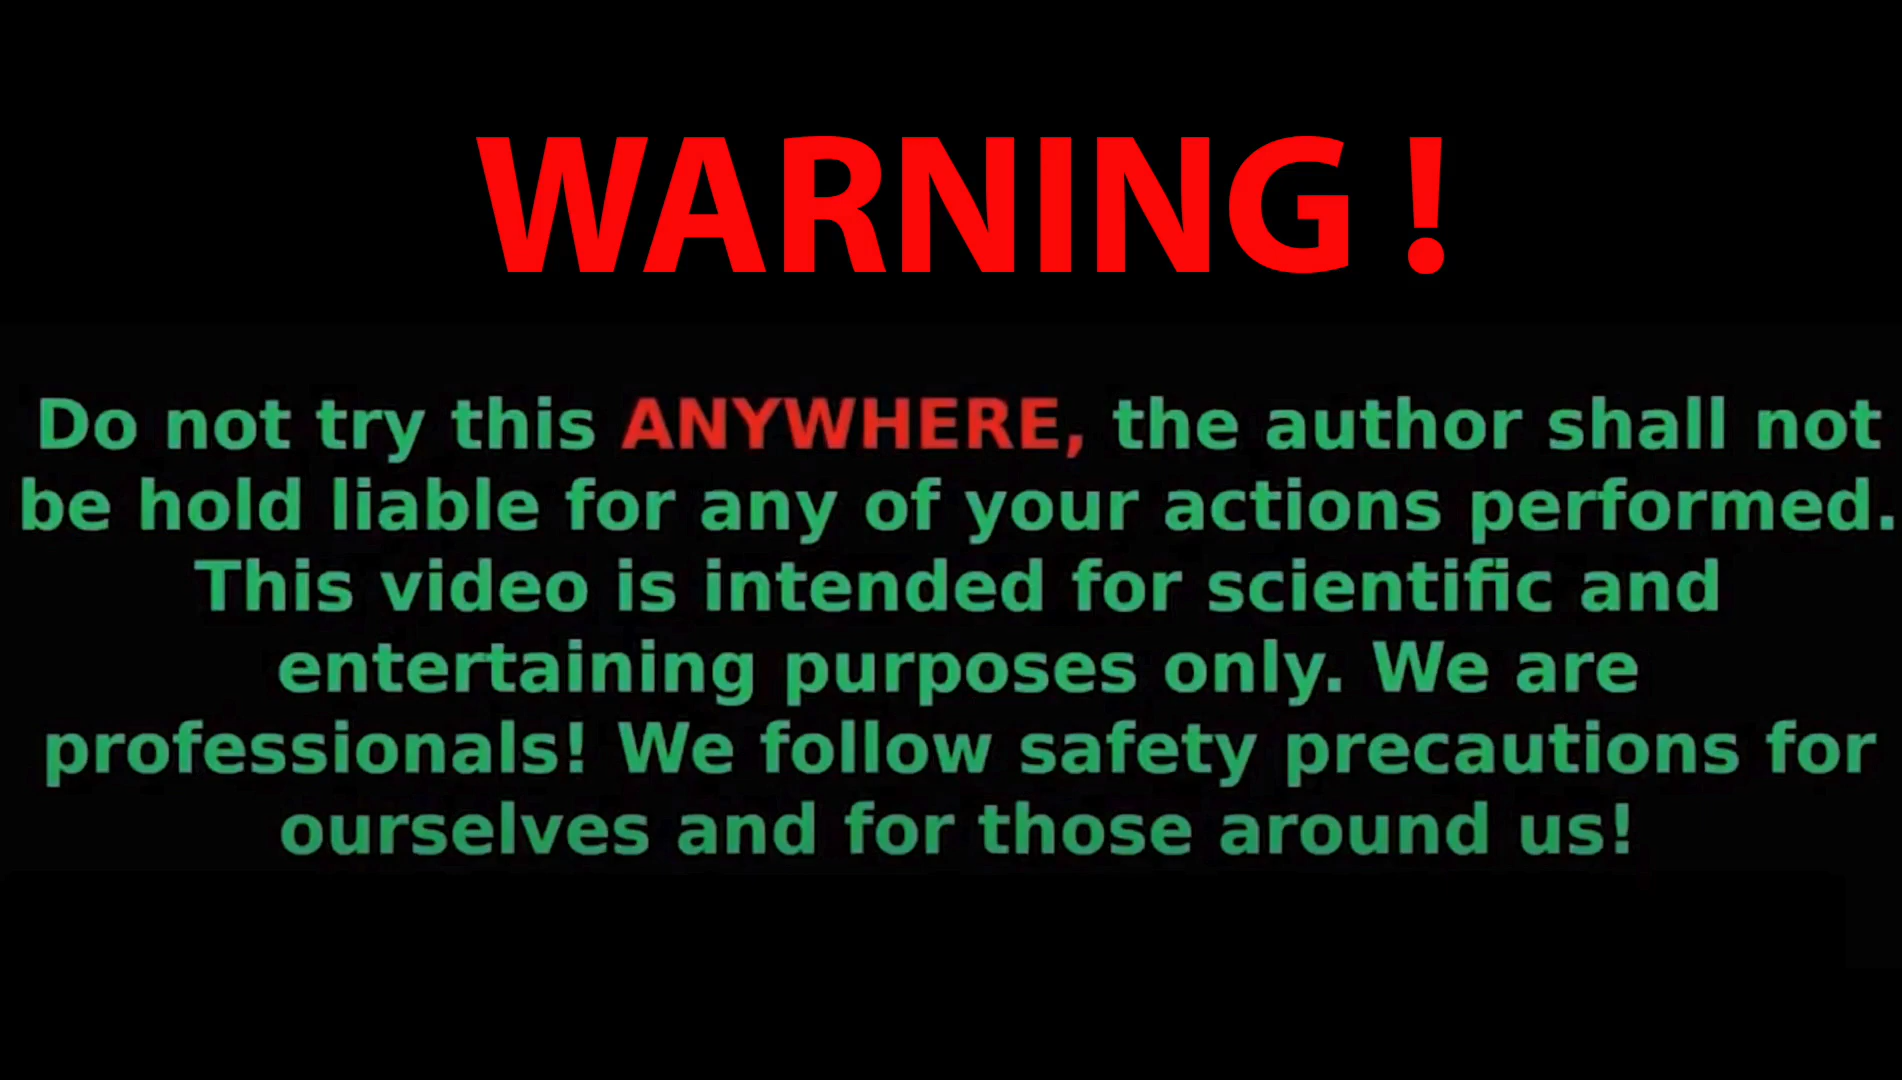 WARNING !
Do not try this ANYWHERE, the author shall not
be hold liable for any of your actions performed.
This video is intended for scientific and
entertaining purposes only. We are
professionals! We follow safety precautions for
ourselves and for those around us!